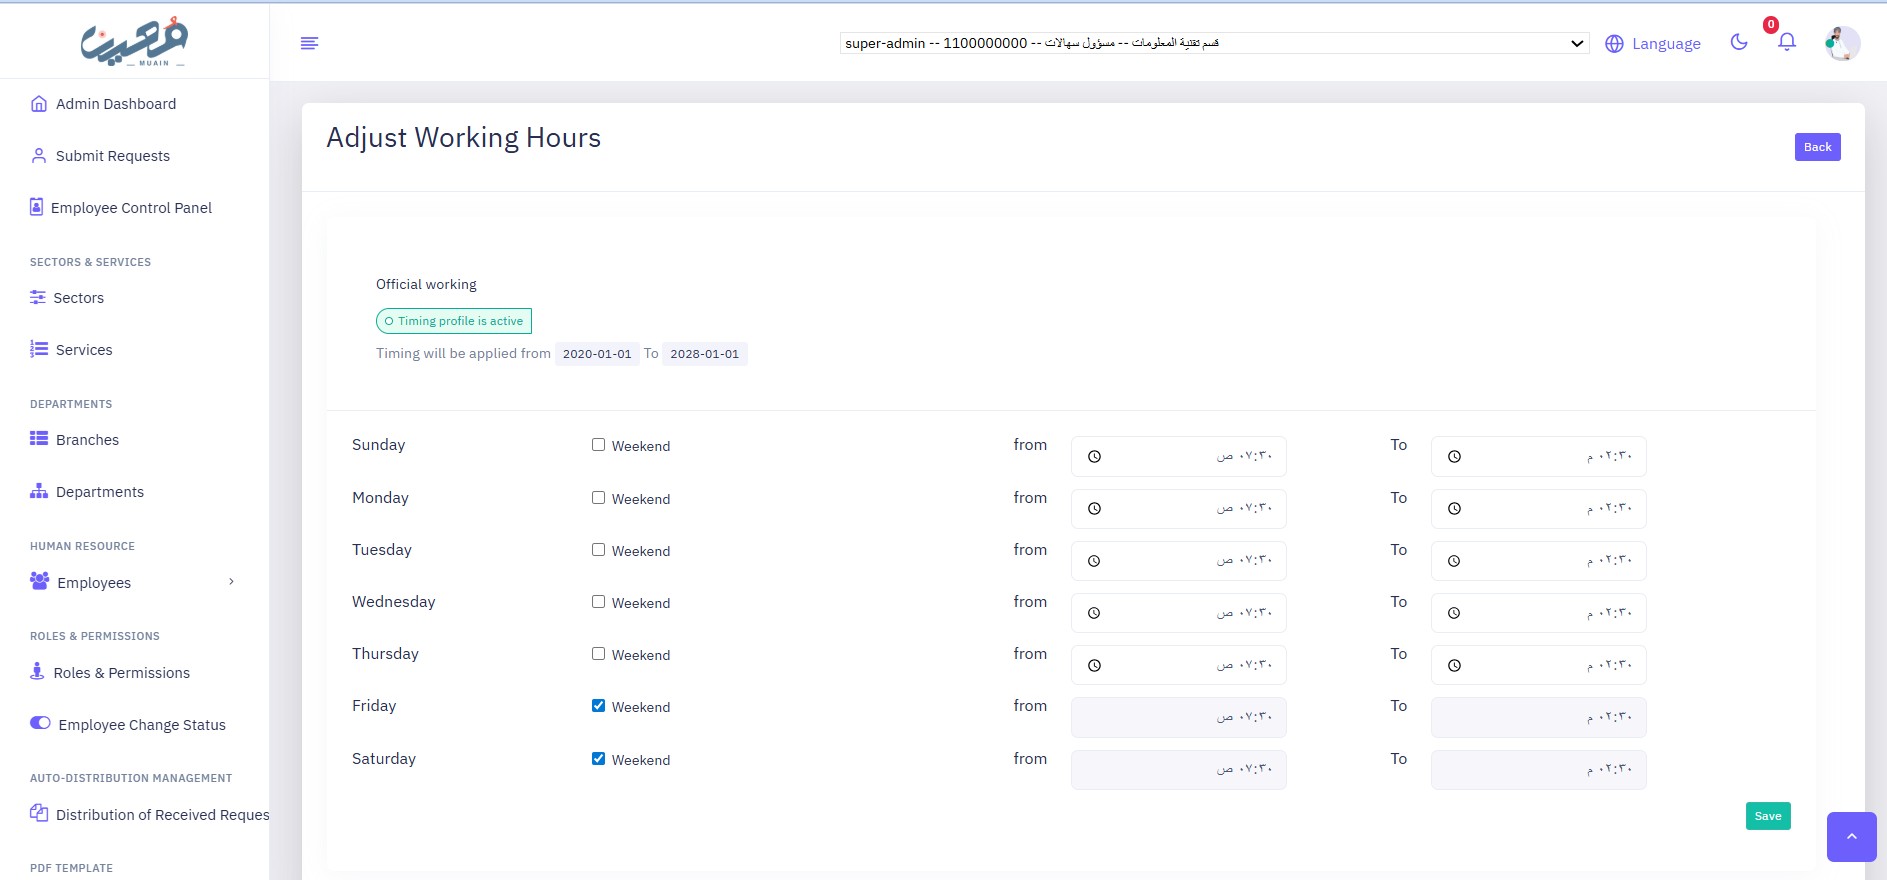 معين
MUAIN
super-admin -- 1100000000 -- قسم تقنية المعلومات -- مسؤول سهالات
Language
0
Admin Dashboard
Submit Requests
Employee Control Panel
SECTORS & SERVICES
Sectors
Services
DEPARTMENTS
Branches
Departments
HUMAN RESOURCE
Employees
ROLES & PERMISSIONS
Roles & Permissions
Employee Change Status
AUTO-DISTRIBUTION MANAGEMENT
Distribution of Received Reques
PDF TEMPLATE
Adjust Working Hours
Back
Official working
Timing profile is active
Timing will be applied from 2020-01-01 To 2028-01-01
Sunday Weekend from ٠٧:٣٠ ص To ٠٢:٣٠ م
Monday Weekend from ٠٧:٣٠ ص To ٠٢:٣٠ م
Tuesday Weekend from ٠٧:٣٠ ص To ٠٢:٣٠ م
Wednesday Weekend from ٠٧:٣٠ ص To ٠٢:٣٠ م
Thursday Weekend from ٠٧:٣٠ ص To ٠٢:٣٠ م
Friday Weekend from ٠٧:٣٠ ص To ٠٢:٣٠ م
Saturday Weekend from ٠٧:٣٠ ص To ٠٢:٣٠ م
Save